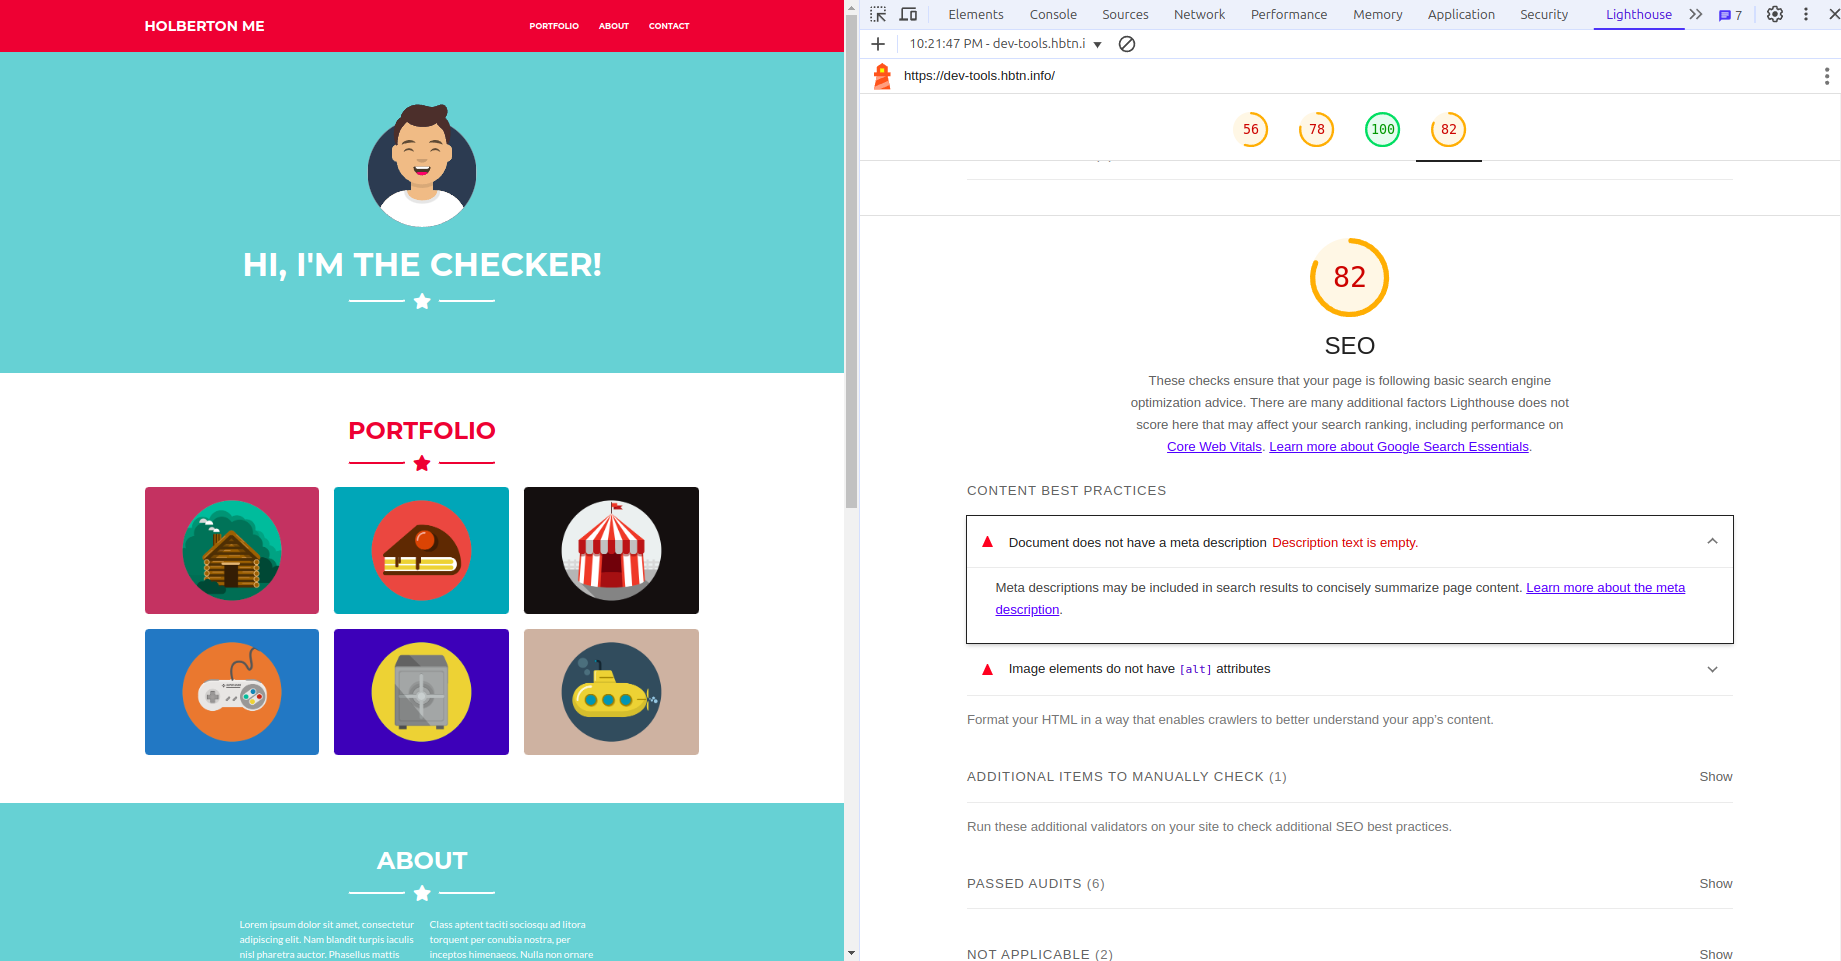 HOLBERTON ME
PORTFOLIO ABOUT CONTACT
HI, I'M THE CHECKER!
PORTFOLIO
ABOUT
Lorem ipsum dolor sit amet, consectetur
adipiscing elit. Nam blandit turpis iaculis
nisl pharetra auctor. Phasellus mattis
Class aptent taciti sociosqu ad litora
torquent per conubia nostra, per
inceptos himenaeos. Nulla non ornare
Elements Console Sources Network Performance Memory Application Security Lighthouse 7
10:21:47 PM - dev-tools.hbtn.i
https://dev-tools.hbtn.info/
56 78 100 82
82
SEO
These checks ensure that your page is following basic search engine
optimization advice. There are many additional factors Lighthouse does not
score here that may affect your search ranking, including performance on
Core Web Vitals. Learn more about Google Search Essentials.
CONTENT BEST PRACTICES
Document does not have a meta description Description text is empty.
Meta descriptions may be included in search results to concisely summarize page content. Learn more about the meta
description.
Image elements do not have [alt] attributes
Format your HTML in a way that enables crawlers to better understand your app's content.
ADDITIONAL ITEMS TO MANUALLY CHECK (1) Show
Run these additional validators on your site to check additional SEO best practices.
PASSED AUDITS (6) Show
NOT APPLICABLE (2) Show